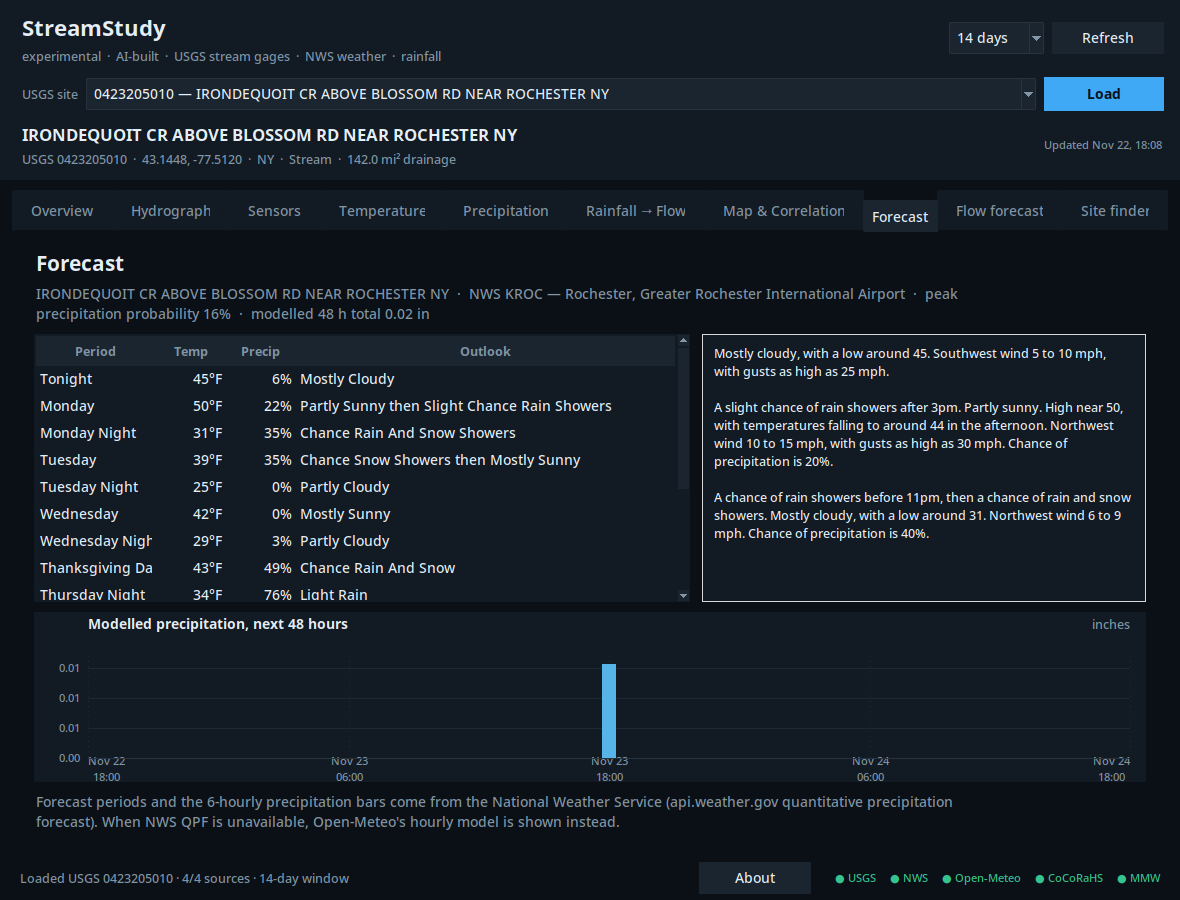 StreamStudy
experimental · AI-built · USGS stream gages · NWS weather · rainfall
14 days
Refresh
USGS site
0423205010 — IRONDEQUOIT CR ABOVE BLOSSOM RD NEAR ROCHESTER NY
Load
IRONDEQUOIT CR ABOVE BLOSSOM RD NEAR ROCHESTER NY
USGS 0423205010 · 43.1448, -77.5120 · NY · Stream · 142.0 mi² drainage
Updated Nov 22, 18:08
Overview Hydrograph Sensors Temperature Precipitation Rainfall → Flow Map & Correlation Forecast Flow forecast Site finder
Forecast
IRONDEQUOIT CR ABOVE BLOSSOM RD NEAR ROCHESTER NY · NWS KROC — Rochester, Greater Rochester International Airport · peak
precipitation probability 16% · modelled 48 h total 0.02 in
Period Temp Precip Outlook
Tonight 45°F 6% Mostly Cloudy
Monday 50°F 22% Partly Sunny then Slight Chance Rain Showers
Monday Night 31°F 35% Chance Rain And Snow Showers
Tuesday 39°F 35% Chance Snow Showers then Mostly Sunny
Tuesday Night 25°F 0% Partly Cloudy
Wednesday 42°F 0% Mostly Sunny
Wednesday Nigh 29°F 3% Partly Cloudy
Thanksgiving Da 43°F 49% Chance Rain And Snow
Thursday Night 34°F 76% Light Rain
Mostly cloudy, with a low around 45. Southwest wind 5 to 10 mph,
with gusts as high as 25 mph.
A slight chance of rain showers after 3pm. Partly sunny. High near 50,
with temperatures falling to around 44 in the afternoon. Northwest
wind 10 to 15 mph, with gusts as high as 30 mph. Chance of
precipitation is 20%.
A chance of rain showers before 11pm, then a chance of rain and snow
showers. Mostly cloudy, with a low around 31. Northwest wind 6 to 9
mph. Chance of precipitation is 40%.
Modelled precipitation, next 48 hours
inches
0.01
0.01
0.01
0.00
Nov 22 Nov 23 Nov 23 Nov 24 Nov 24
18:00 06:00 18:00 06:00 18:00
Forecast periods and the 6-hourly precipitation bars come from the National Weather Service (api.weather.gov quantitative precipitation
forecast). When NWS QPF is unavailable, Open-Meteo's hourly model is shown instead.
Loaded USGS 0423205010 · 4/4 sources · 14-day window
About
USGS NWS Open-Meteo CoCoRaHS MMW